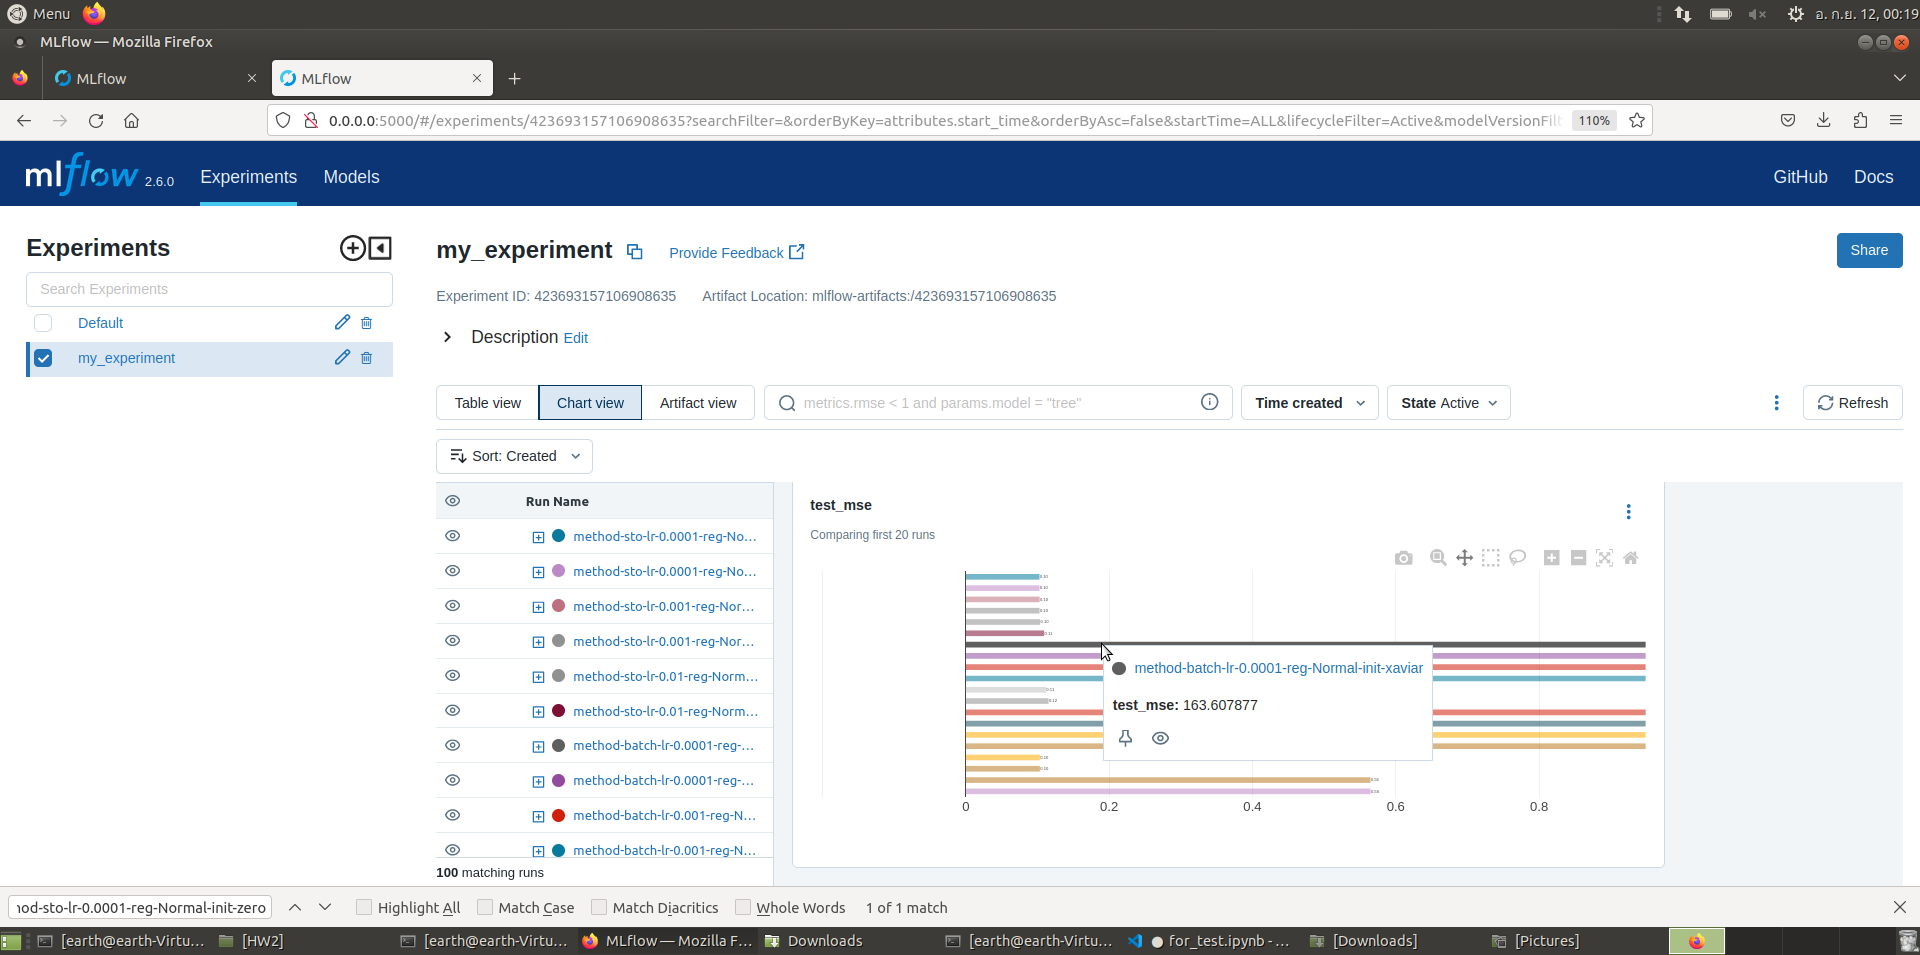 Menu
อ. ก.ย. 12, 00:19
MLflow — Mozilla Firefox
MLflow
MLflow
0.0.0.0:5000/#/experiments/423693157106908635?searchFilter=&orderByKey=attributes.start_time&orderByAsc=false&startTime=ALL&lifecycleFilter=Active&modelVersionFilt
110%
mlflow 2.6.0
Experiments
Models
GitHub
Docs
Experiments
Search Experiments
Default
my_experiment
my_experiment
Provide Feedback
Share
Experiment ID: 423693157106908635
Artifact Location: mlflow-artifacts:/423693157106908635
Description Edit
Table view
Chart view
Artifact view
metrics.rmse < 1 and params.model = "tree"
Time created
State Active
Refresh
Sort: Created
Run Name
method-sto-lr-0.0001-reg-No...
method-sto-lr-0.0001-reg-No...
method-sto-lr-0.001-reg-Nor...
method-sto-lr-0.001-reg-Nor...
method-sto-lr-0.01-reg-Norm...
method-sto-lr-0.01-reg-Norm...
method-batch-lr-0.0001-reg-...
method-batch-lr-0.0001-reg-...
method-batch-lr-0.001-reg-N...
method-batch-lr-0.001-reg-N...
100 matching runs
test_mse
Comparing first 20 runs
method-batch-lr-0.0001-reg-Normal-init-xaviar
test_mse: 163.607877
0
0.2
0.4
0.6
0.8
od-sto-lr-0.0001-reg-Normal-init-zero
Highlight All
Match Case
Match Diacritics
Whole Words
1 of 1 match
[earth@earth-Virtu...
[HW2]
[earth@earth-Virtu...
MLflow — Mozilla F...
Downloads
[earth@earth-Virtu...
for_test.ipynb - ...
[Downloads]
[Pictures]